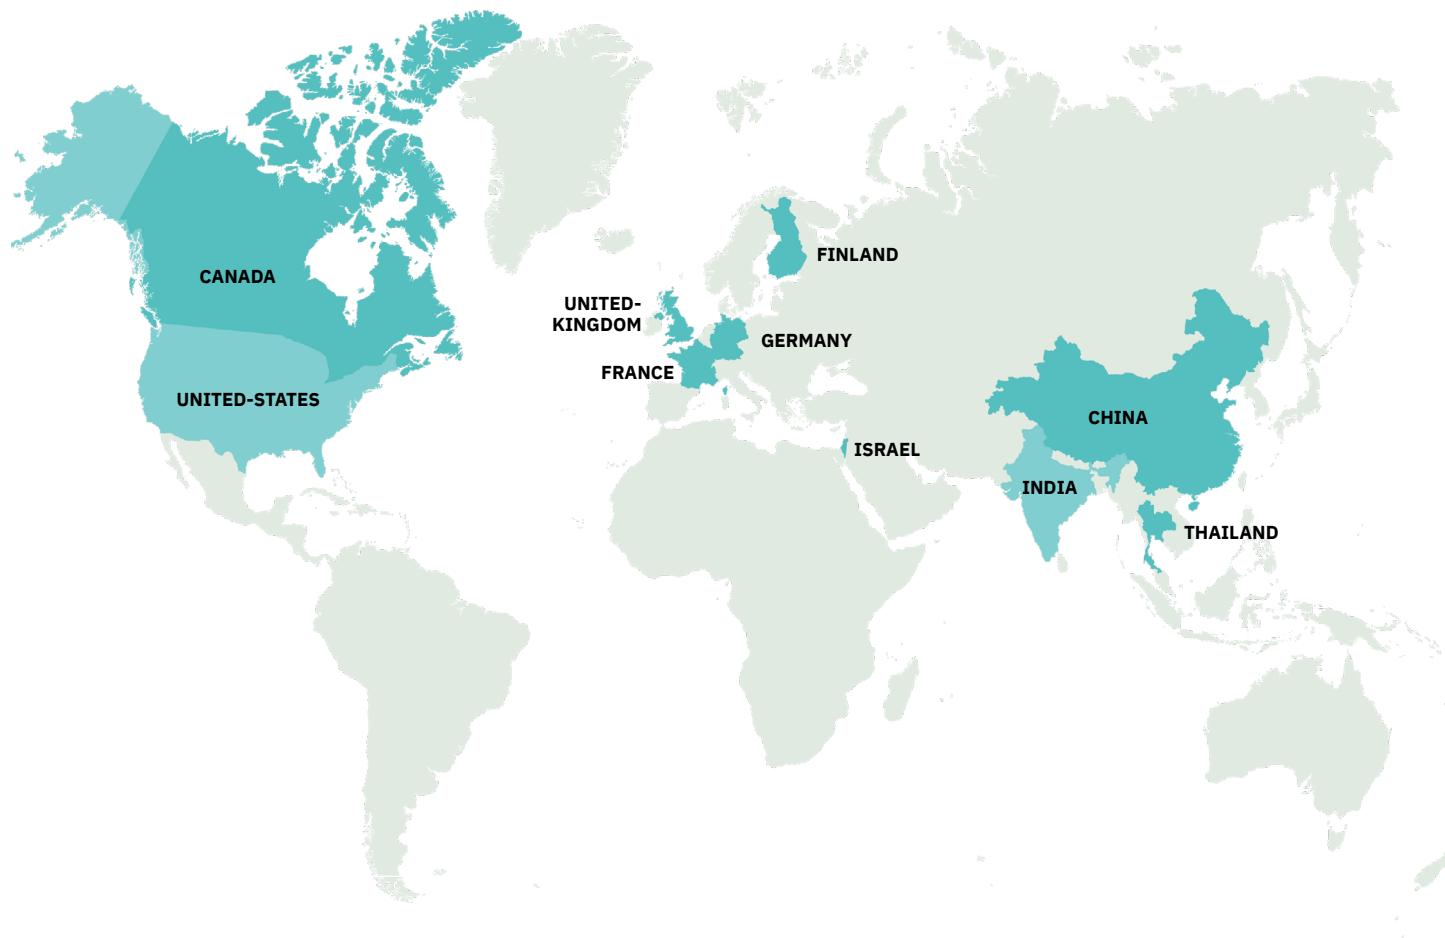 FINLAND
CANADA
UNITED-
KINGDOM
GERMANY
FRANCE
UNITED-STATES
CHINA
ISRAEL
INDIA
THAILAND